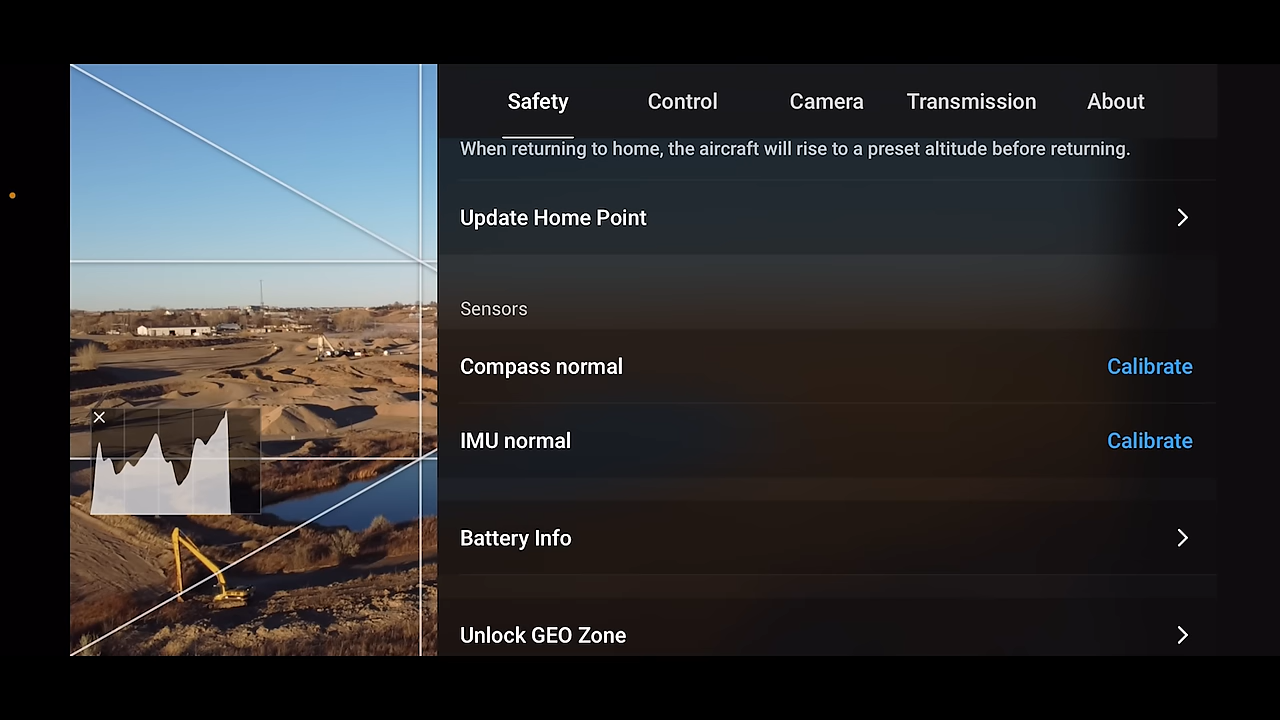 Safety Control Camera Transmission About
When returning to home, the aircraft will rise to a preset altitude before returning.
Update Home Point
Sensors
Compass normal Calibrate
IMU normal Calibrate
Battery Info
Unlock GEO Zone